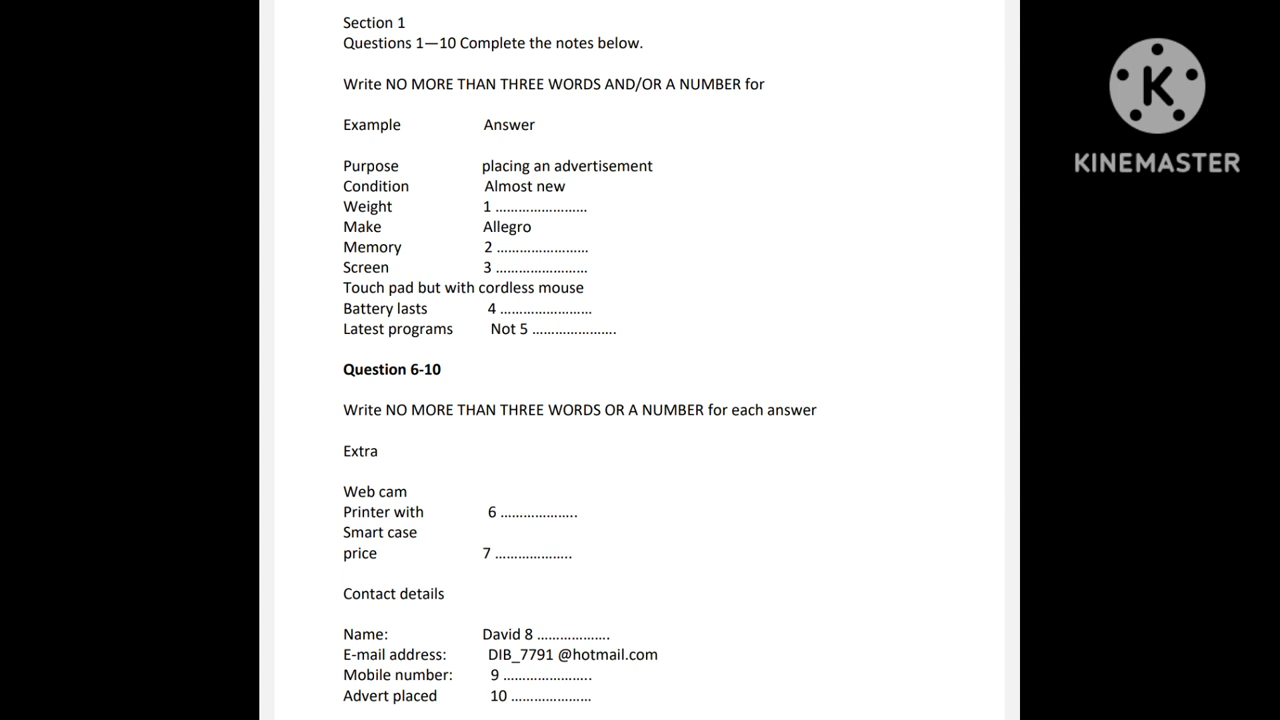 Section 1
Questions 1—10 Complete the notes below.
Write NO MORE THAN THREE WORDS AND/OR A NUMBER for
Example Answer
Purpose placing an advertisement
Condition Almost new
Weight 1 ......................
Make Allegro
Memory 2 ......................
Screen 3 ......................
Touch pad but with cordless mouse
Battery lasts 4 ......................
Latest programs Not 5 ....................
Question 6-10
Write NO MORE THAN THREE WORDS OR A NUMBER for each answer
Extra
Web cam
Printer with 6 ...................
Smart case
price 7 ...................
Contact details
Name: David 8 ..................
E-mail address: DIB_7791 @hotmail.com
Mobile number: 9 ......................
Advert placed 10 ....................
K
KINEMASTER